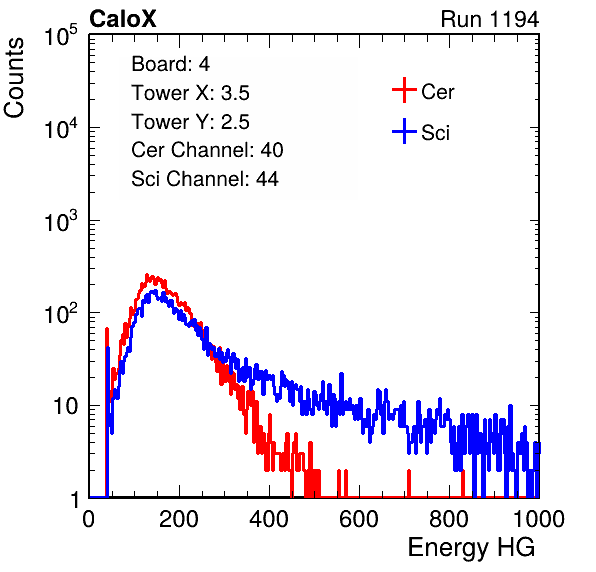 CaloX Run 1194
Counts
10^5
10^4
10^3
10^2
10
1
Board: 4
Tower X: 3.5
Tower Y: 2.5
Cer Channel: 40
Sci Channel: 44
Cer
Sci
0 200 400 600 800 1000
Energy HG